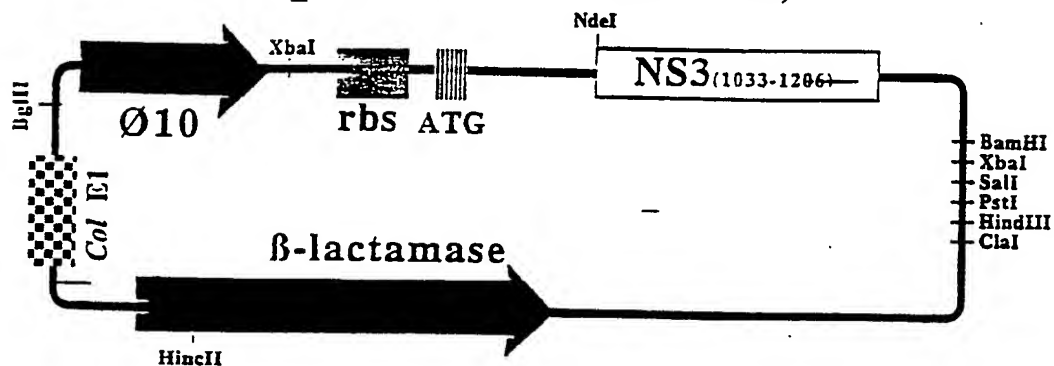 NdeI
XbaI
NS3(1033-1206)
BglII
Ø10
rbs
ATG
BamHI
XbaI
SalI
PstI
HindIII
ClaI
Col E1
ß-lactamase
HincII